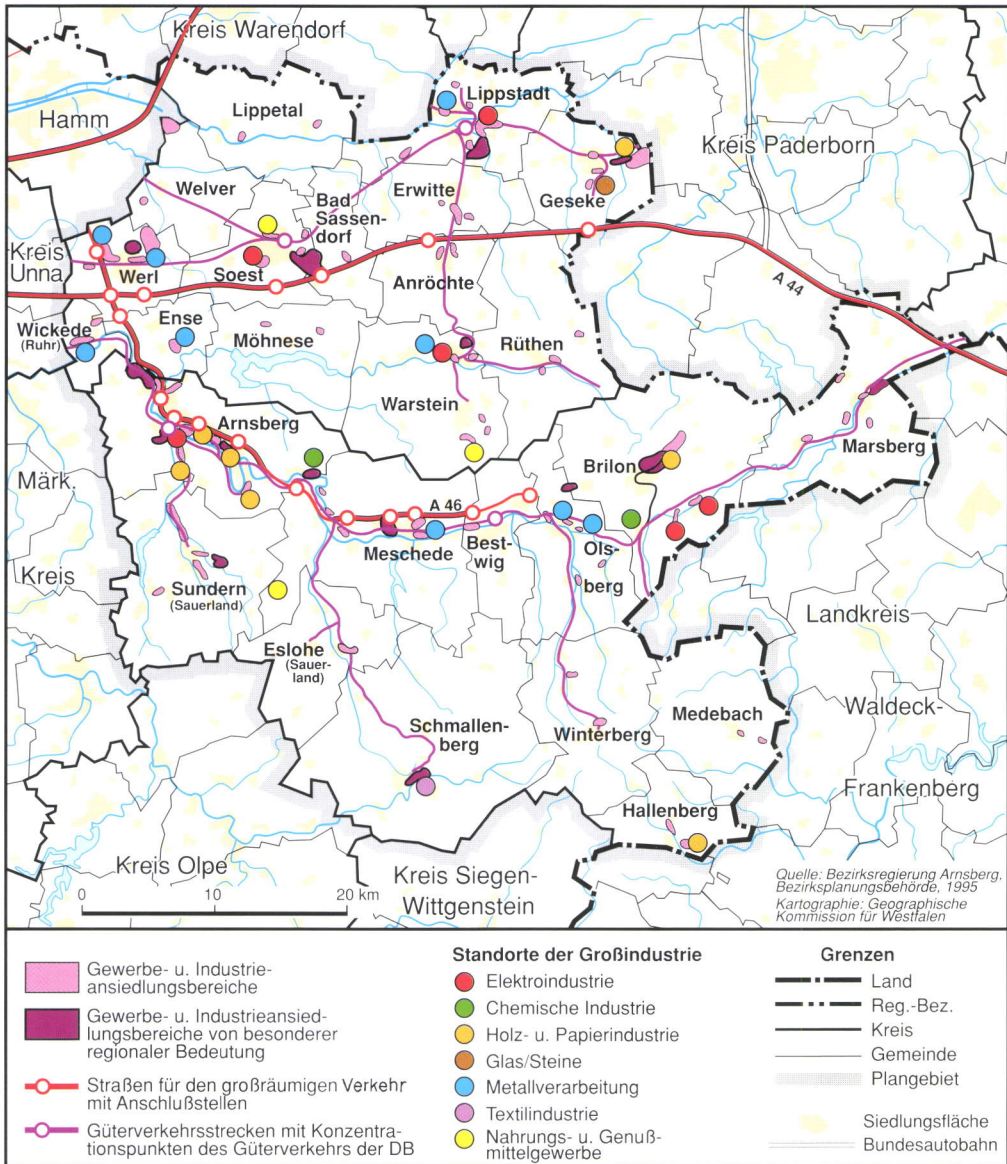 Kreis Warendorf
Lippetal
Lippstadt
Hamm
Kreis Paderborn
Welver
Bad
Sassen-
dorf
Erwitte
Geseke
Kreis
Unna
Werl
Soest
Anröchte
A 44
Wickede
(Ruhr)
Ense
Möhnese
Rüthen
Warstein
Arnsberg
Brilon
Marsberg
Märk.
A 46
Meschede
Best-
wig
Ols-
berg
Kreis
Sundern
(Sauerland)
Landkreis
Eslohe
(Sauer-
land)
Schmallen-
berg
Winterberg
Medebach
Waldeck-
Hallenberg
Frankenberg
Kreis Olpe
Kreis Siegen-
Wittgenstein
0 10 20 km
Quelle: Bezirksregierung Arnsberg,
Bezirksplanungsbehörde, 1995
Kartographie: Geographische
Kommission für Westfalen
Gewerbe- u. Industrie-
ansiedlungsbereiche
Gewerbe- u. Industrieansied-
lungsbereiche von besonderer
regionaler Bedeutung
Straßen für den großräumigen Verkehr
mit Anschlußstellen
Güterverkehrsstrecken mit Konzentra-
tionspunkten des Güterverkehrs der DB
Standorte der Großindustrie
Elektroindustrie
Chemische Industrie
Holz- u. Papierindustrie
Glas/Steine
Metallverarbeitung
Textilindustrie
Nahrungs- u. Genuß-
mittelgewerbe
Grenzen
Land
Reg.-Bez.
Kreis
Gemeinde
Plangebiet
Siedlungsfläche
Bundesautobahn